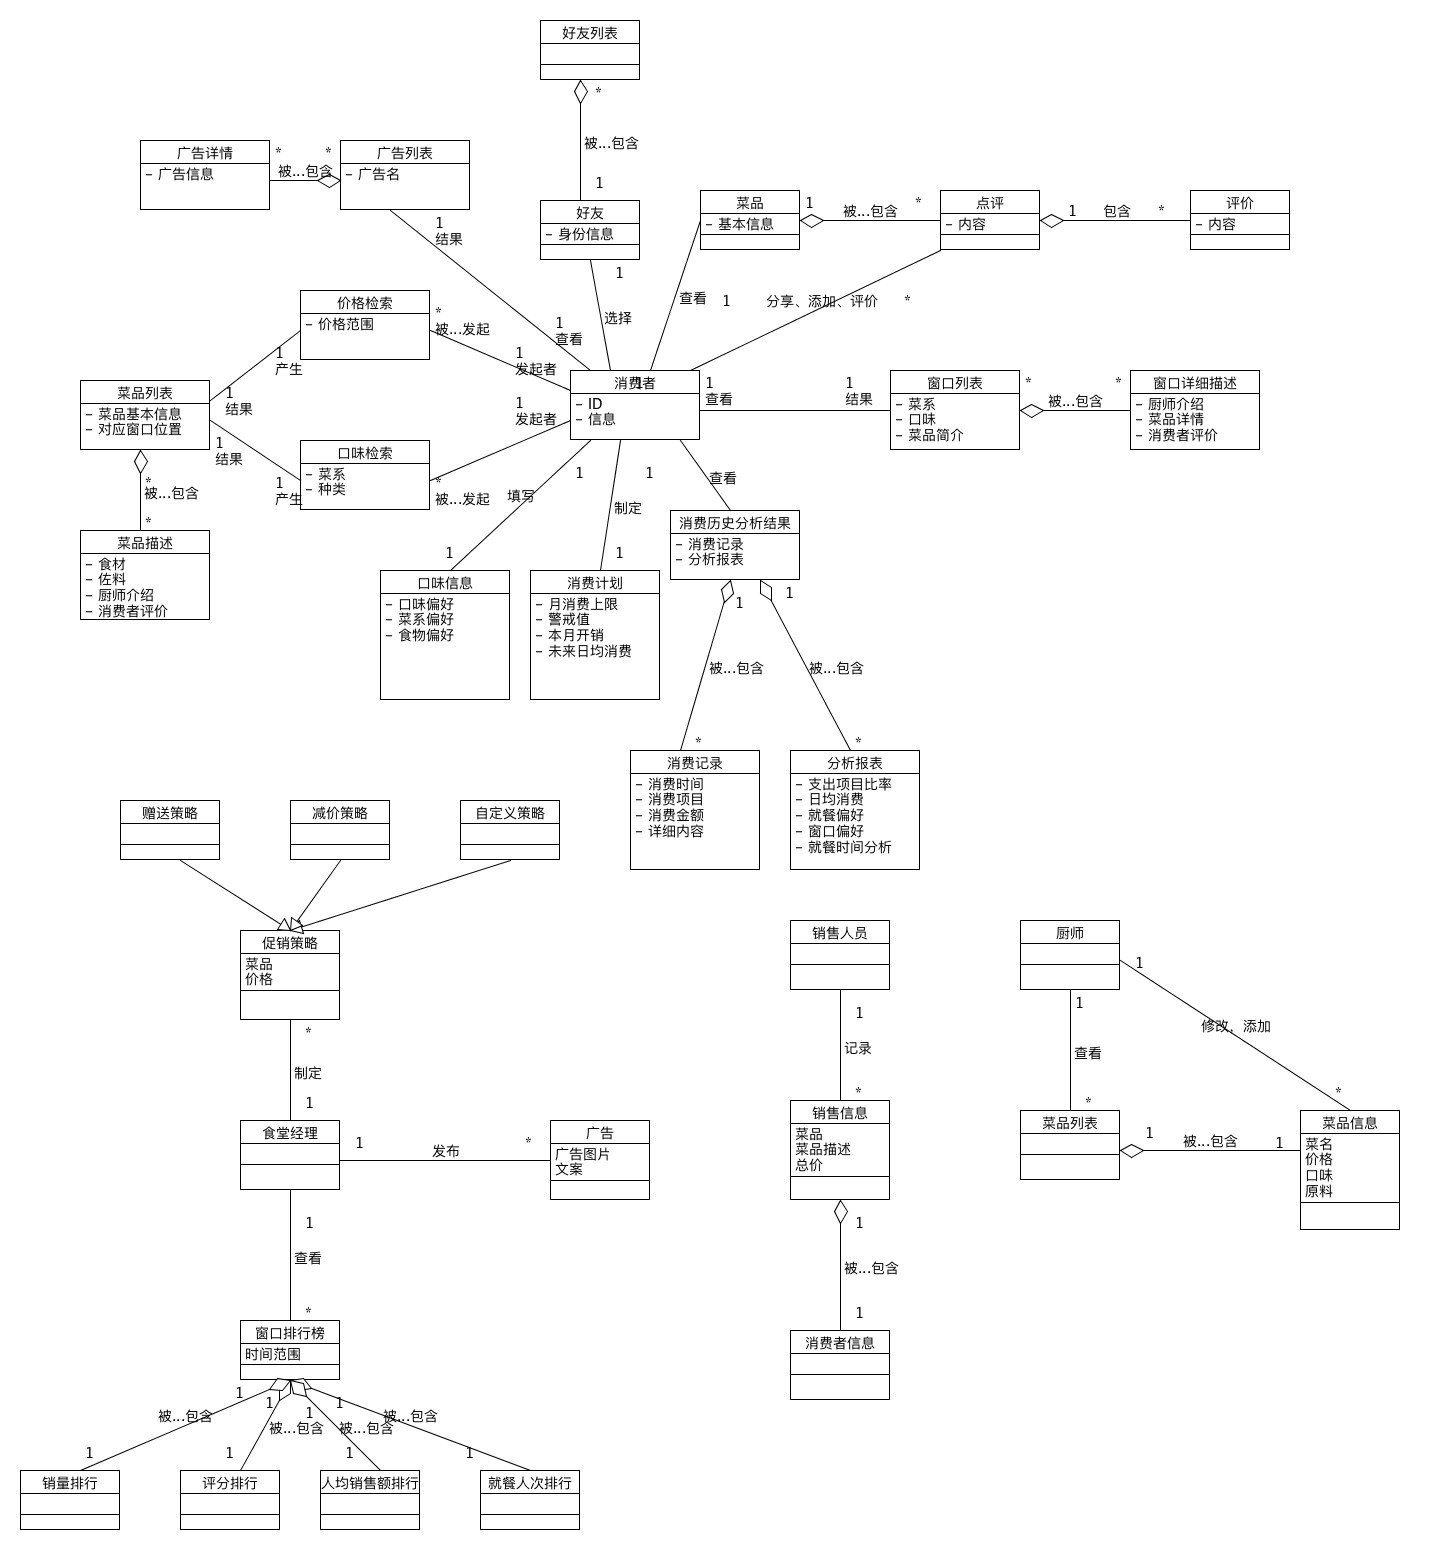 好友列表
*
被...包含
1
广告详情
*
*
广告列表
被...包含
- 广告信息
- 广告名
好友
- 身份信息
1
选择
菜品
- 基本信息
1
被...包含
*
点评
- 内容
1
包含
*
评价
- 内容
1
结果
1
查看
查看
1
分享、添加、评价
*
价格检索
- 价格范围
*
被...发起
1
发起者
1
产生
菜品列表
- 菜品基本信息
- 对应窗口位置
1
结果
1
结果
1
产生
口味检索
- 菜系
- 种类
*
被...发起
1
发起者
消费者
1
- ID
- 信息
1
查看
1
结果
窗口列表
- 菜系
- 口味
- 菜品简介
*
被...包含
*
窗口详细描述
- 厨师介绍
- 菜品详情
- 消费者评价
*
被...包含
*
菜品描述
- 食材
- 佐料
- 厨师介绍
- 消费者评价
1
填写
1
1
制定
1
查看
消费历史分析结果
- 消费记录
- 分析报表
口味信息
- 口味偏好
- 菜系偏好
- 食物偏好
消费计划
- 月消费上限
- 警戒值
- 本月开销
- 未来日均消费
1
被...包含
*
1
被...包含
*
消费记录
- 消费时间
- 消费项目
- 消费金额
- 详细内容
分析报表
- 支出项目比率
- 日均消费
- 就餐偏好
- 窗口偏好
- 就餐时间分析
赠送策略
减价策略
自定义策略
促销策略
菜品
价格
*
制定
1
食堂经理
1
发布
*
广告
广告图片
文案
1
查看
*
窗口排行榜
时间范围
1
被...包含
1
1
被...包含
1
1
被...包含
1
1
被...包含
1
销量排行
评分排行
人均销售额排行
就餐人次排行
销售人员
1
记录
*
销售信息
菜品
菜品描述
总价
1
被...包含
1
消费者信息
厨师
1
修改，添加
*
1
查看
*
菜品列表
1
被...包含
1
菜品信息
菜名
价格
口味
原料